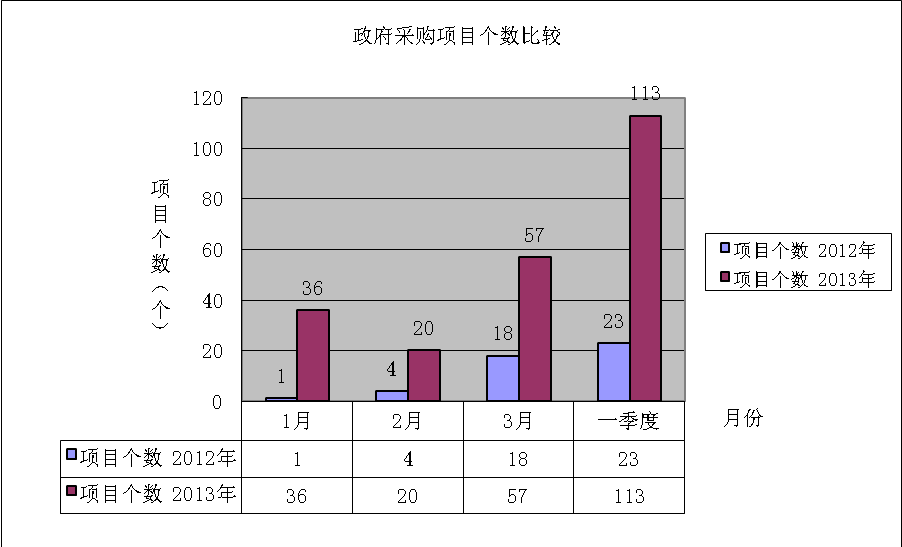 政府采购项目个数比较
项目个数（个）
120
100
80
60
40
20
0
1
36
4
20
18
57
23
113
项目个数 2012年
项目个数 2013年
1月 2月 3月 一季度
月份
项目个数 2012年 1 4 18 23
项目个数 2013年 36 20 57 113